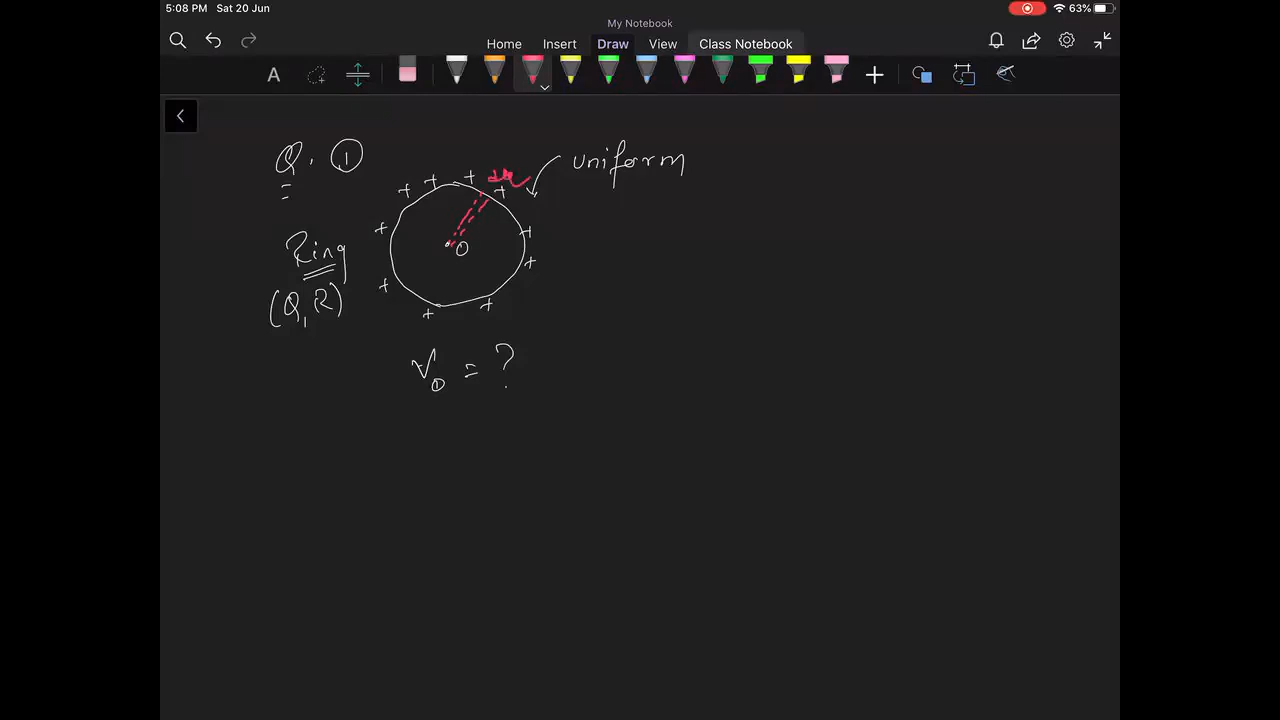 5:08 PM Sat 20 Jun
63%
My Notebook
Home Insert Draw View Class Notebook
A
Q. ①
uniform
dq
+ + + + + + + + + + +
O
Ring
(Q, R)
V₀ = ?